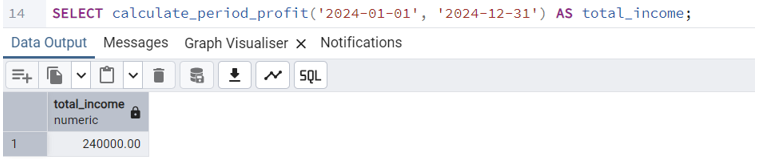 14 SELECT calculate_period_profit('2024-01-01', '2024-12-31') AS total_income;
Data Output Messages Graph Visualiser Notifications
SQL
total_income
numeric
1 240000.00